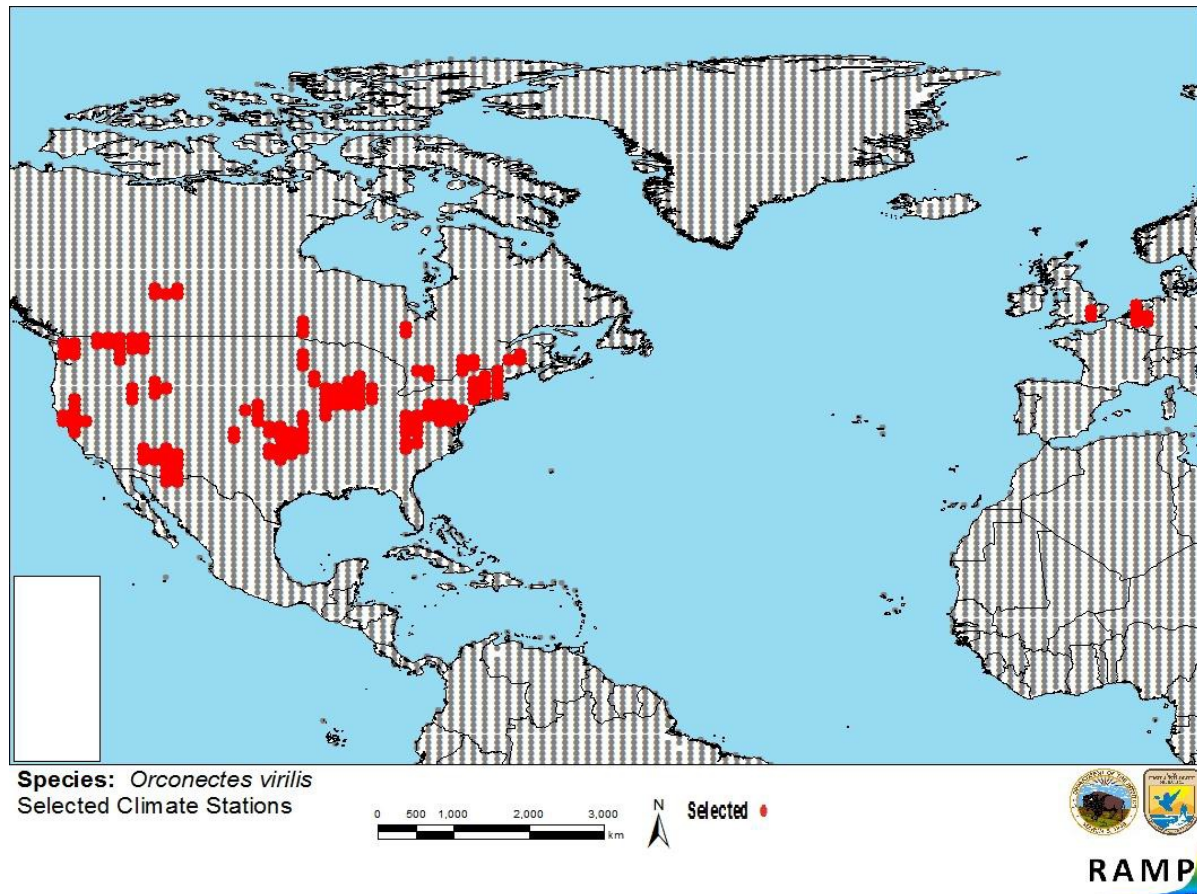 Species: Orconectes virilis
Selected Climate Stations
0 500 1,000 2,000 3,000
km
N
Selected
RAMP